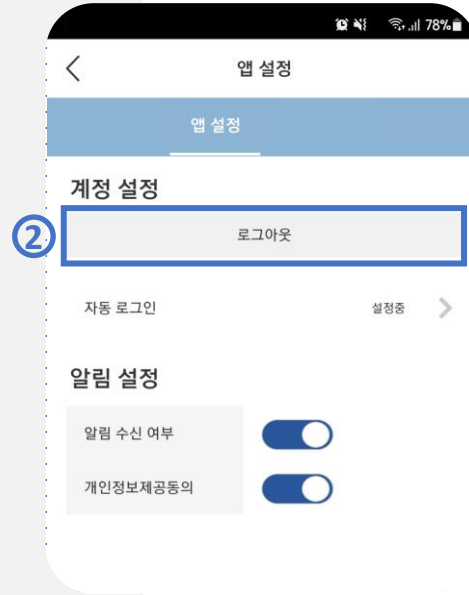 78%
앱 설정
앱 설정
계정 설정
②
로그아웃
자동 로그인 설정중
알림 설정
알림 수신 여부
개인정보제공동의